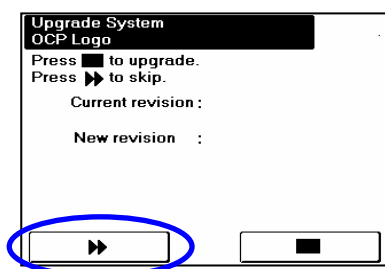 Upgrade System
OCP Logo
Press ■ to upgrade.
Press ▶▶ to skip.
Current revision :
New revision :